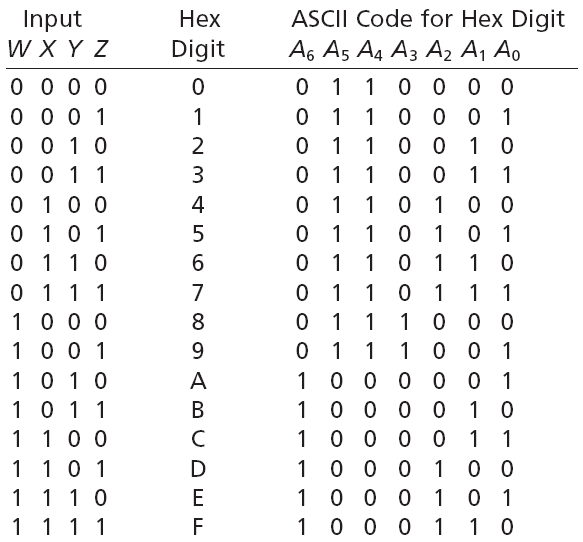 Input Hex ASCII Code for Hex Digit
W X Y Z Digit A₆ A₅ A₄ A₃ A₂ A₁ A₀
0 0 0 0 0 0 1 1 0 0 0 0
0 0 0 1 1 0 1 1 0 0 0 1
0 0 1 0 2 0 1 1 0 0 1 0
0 0 1 1 3 0 1 1 0 0 1 1
0 1 0 0 4 0 1 1 0 1 0 0
0 1 0 1 5 0 1 1 0 1 0 1
0 1 1 0 6 0 1 1 0 1 1 0
0 1 1 1 7 0 1 1 0 1 1 1
1 0 0 0 8 0 1 1 1 0 0 0
1 0 0 1 9 0 1 1 1 0 0 1
1 0 1 0 A 1 0 0 0 0 0 1
1 0 1 1 B 1 0 0 0 0 1 0
1 1 0 0 C 1 0 0 0 0 1 1
1 1 0 1 D 1 0 0 0 1 0 0
1 1 1 0 E 1 0 0 0 1 0 1
1 1 1 1 F 1 0 0 0 1 1 0